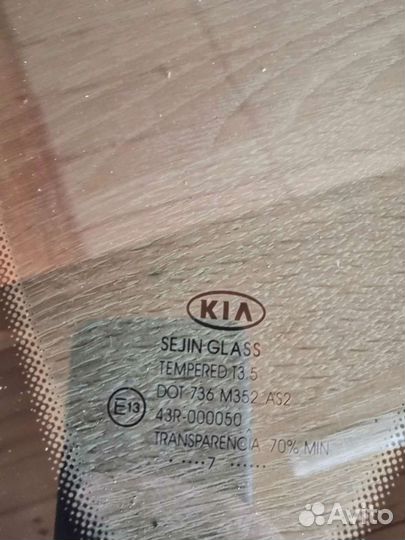 KIA
SEJIN GLASS
TEMPERED T3.5
DOT 736 M352 AS2
E13
43R-000050
TRANSPARENCIA 70% MIN
· ·····7 ······
Avito